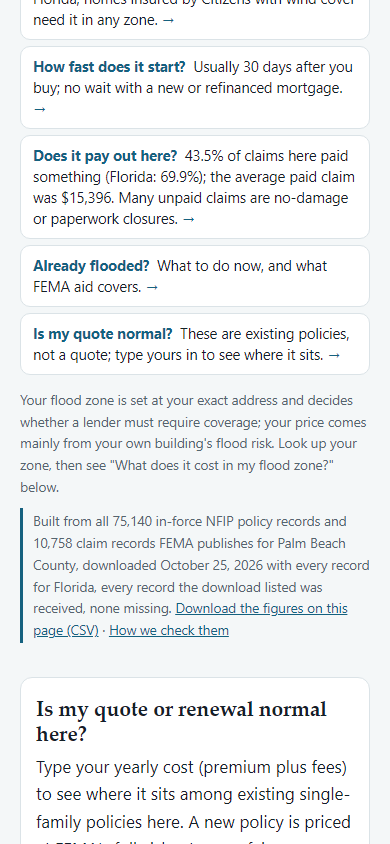 Florida, homes insured by Citizens with wind cover
need it in any zone. →
How fast does it start? Usually 30 days after you
buy; no wait with a new or refinanced mortgage.
→
Does it pay out here? 43.5% of claims here paid
something (Florida: 69.9%); the average paid claim
was $15,396. Many unpaid claims are no-damage
or paperwork closures. →
Already flooded? What to do now, and what
FEMA aid covers. →
Is my quote normal? These are existing policies,
not a quote; type yours in to see where it sits. →
Your flood zone is set at your exact address and decides
whether a lender must require coverage; your price comes
mainly from your own building's flood risk. Look up your
zone, then see "What does it cost in my flood zone?"
below.
Built from all 75,140 in-force NFIP policy records and
10,758 claim records FEMA publishes for Palm Beach
County, downloaded October 25, 2026 with every record
for Florida, every record the download listed was
received, none missing. Download the figures on this
page (CSV) · How we check them
Is my quote or renewal normal
here?
Type your yearly cost (premium plus fees)
to see where it sits among existing single-
family policies here. A new policy is priced